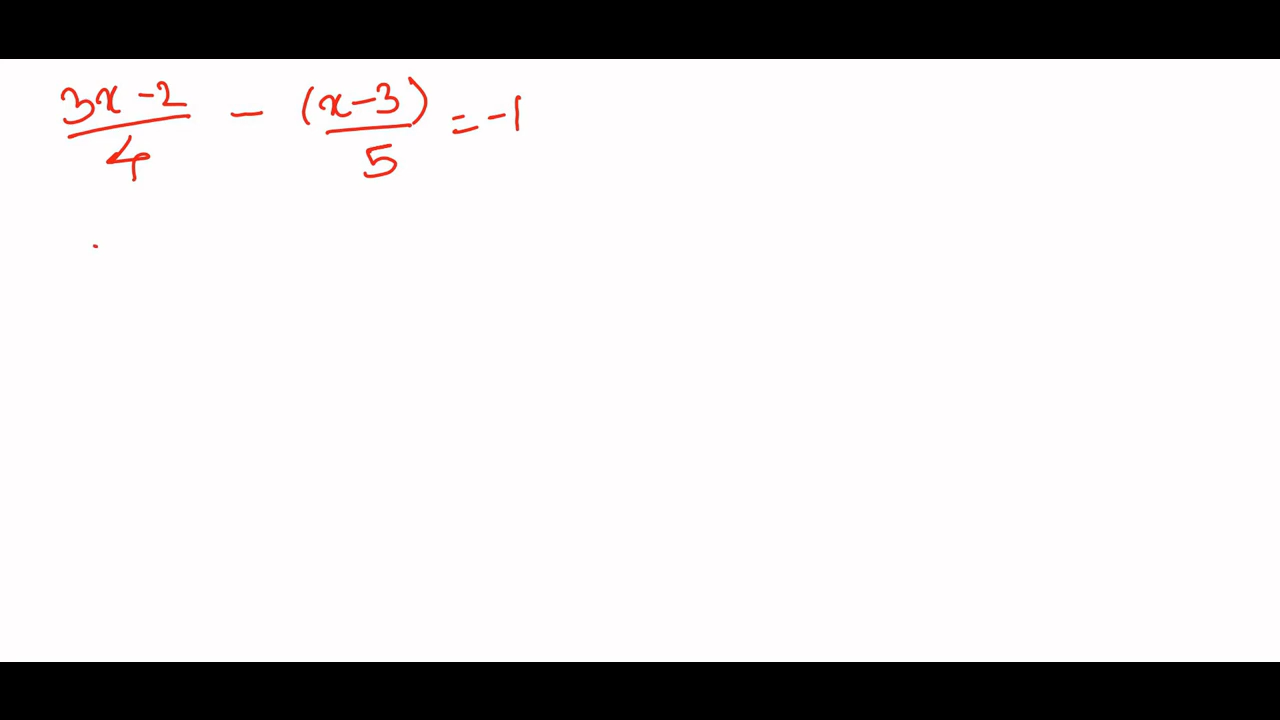 (3x-2)/4 - (x-3)/5 = -1